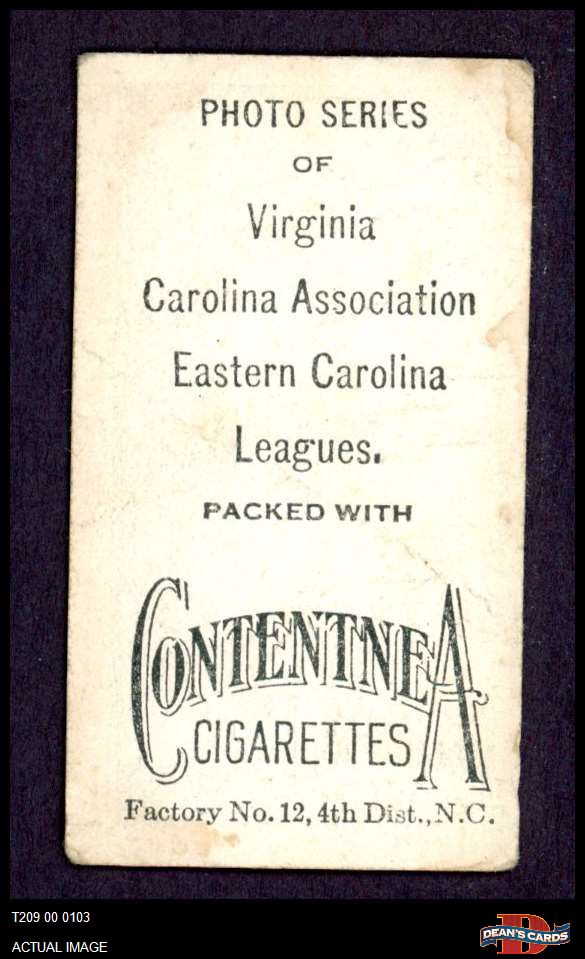 PHOTO SERIES
OF
Virginia
Carolina Association
Eastern Carolina
Leagues.
PACKED WITH
CONTENTNEA
CIGARETTES
Factory No. 12, 4th Dist., N.C.
T209 00 0103
ACTUAL IMAGE
D
DEAN'S CARDS